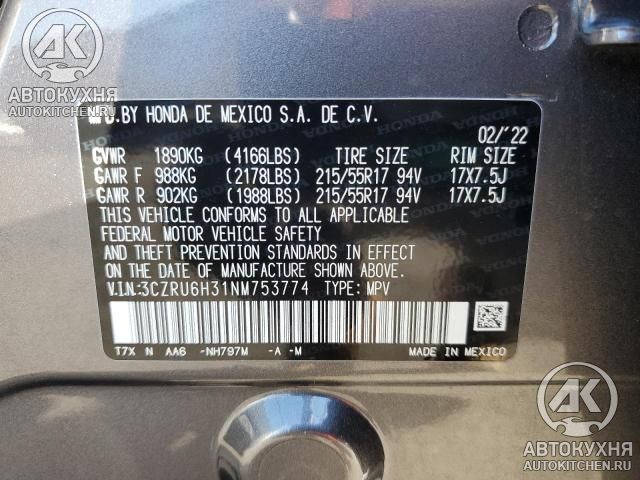 АВТОКУХНЯ
AUTOKITCHEN.RU
BY HONDA DE MEXICO S.A. DE C.V.
02/'22
GVWR 1890KG (4166LBS) TIRE SIZE RIM SIZE
GAWR F 988KG (2178LBS) 215/55R17 94V 17X7.5J
GAWR R 902KG (1988LBS) 215/55R17 94V 17X7.5J
THIS VEHICLE CONFORMS TO ALL APPLICABLE
FEDERAL MOTOR VEHICLE SAFETY
AND THEFT PREVENTION STANDARDS IN EFFECT
ON THE DATE OF MANUFACTURE SHOWN ABOVE.
V.I.N:3CZRU6H31NM753774 TYPE: MPV
T7X N AA6 -NH797M -A -M MADE IN MEXICO
АВТОКУХНЯ
AUTOKITCHEN.RU